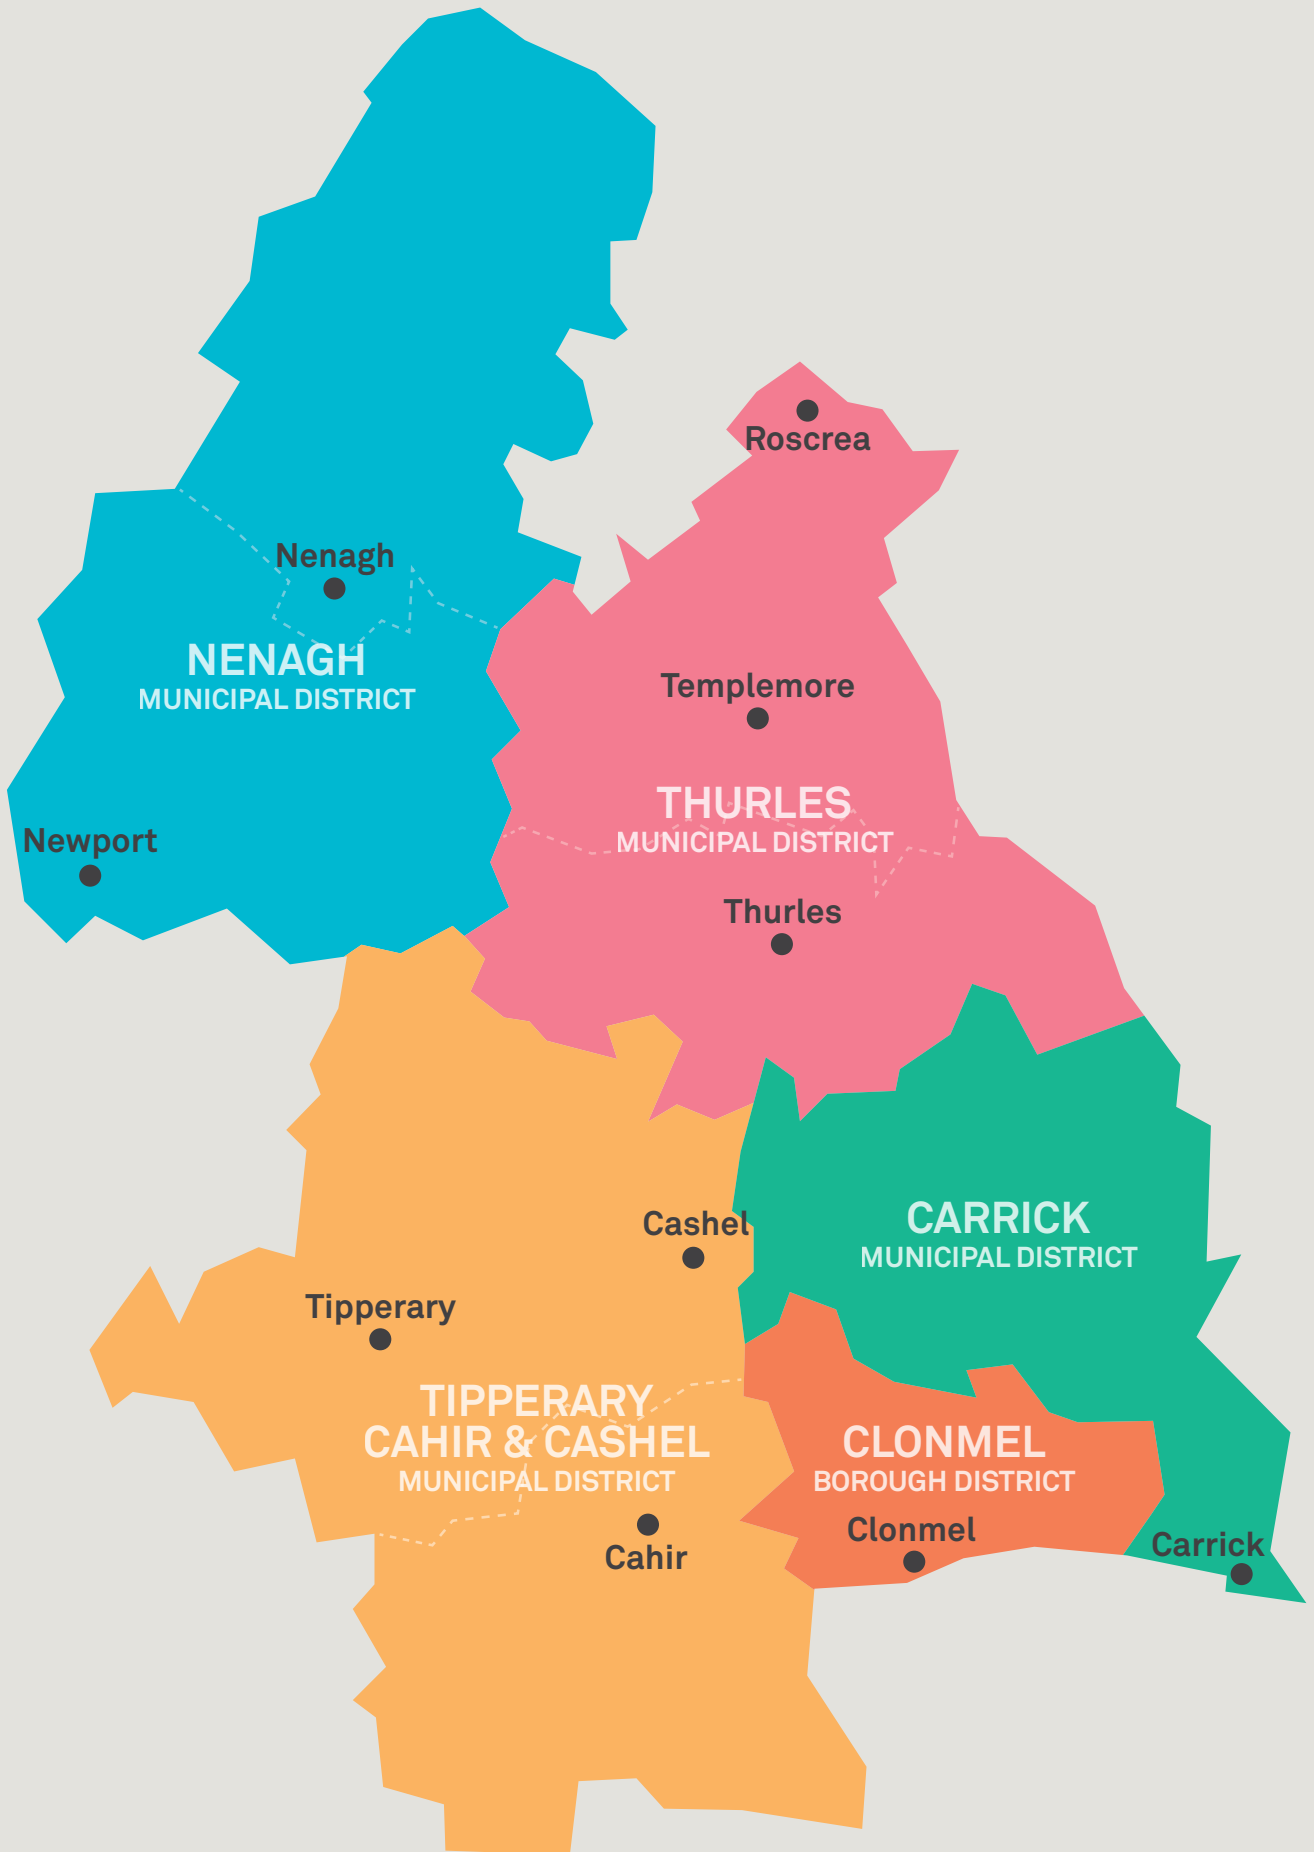 Roscrea
Nenagh
NENAGH
MUNICIPAL DISTRICT
Templemore
THURLES
MUNICIPAL DISTRICT
Newport
Thurles
Cashel
CARRICK
MUNICIPAL DISTRICT
Tipperary
TIPPERARY
CAHIR & CASHEL
MUNICIPAL DISTRICT
CLONMEL
BOROUGH DISTRICT
Clonmel
Carrick
Cahir